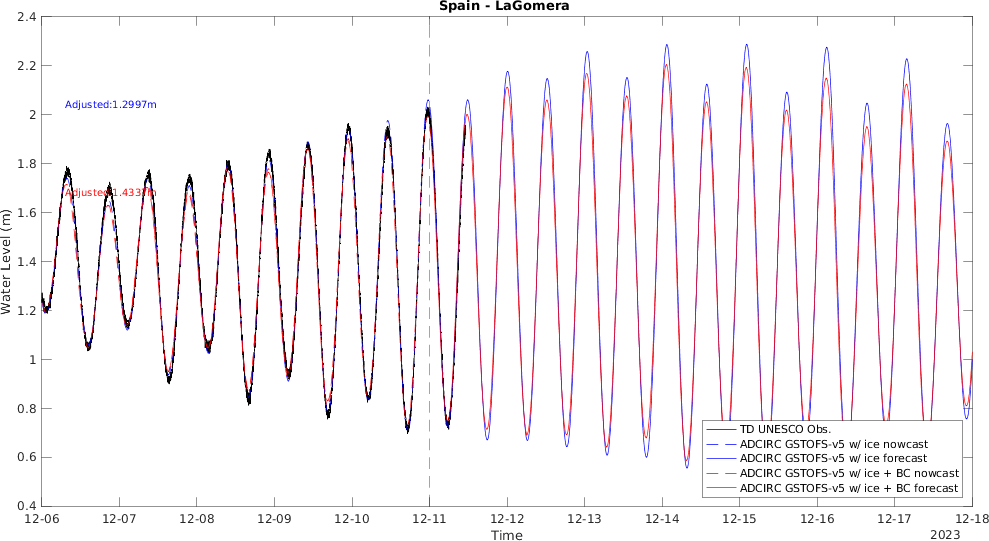 Spain - LaGomera
2.4
2.2
2
1.8
1.6
1.4
1.2
1
0.8
0.6
0.4
Water Level (m)
Adjusted:1.2997m
Adjusted:1.4337m
TD UNESCO Obs.
ADCIRC GSTOFS-v5 w/ ice nowcast
ADCIRC GSTOFS-v5 w/ ice forecast
ADCIRC GSTOFS-v5 w/ ice + BC nowcast
ADCIRC GSTOFS-v5 w/ ice + BC forecast
12-06 12-07 12-08 12-09 12-10 12-11 12-12 12-13 12-14 12-15 12-16 12-17 12-18
Time
2023